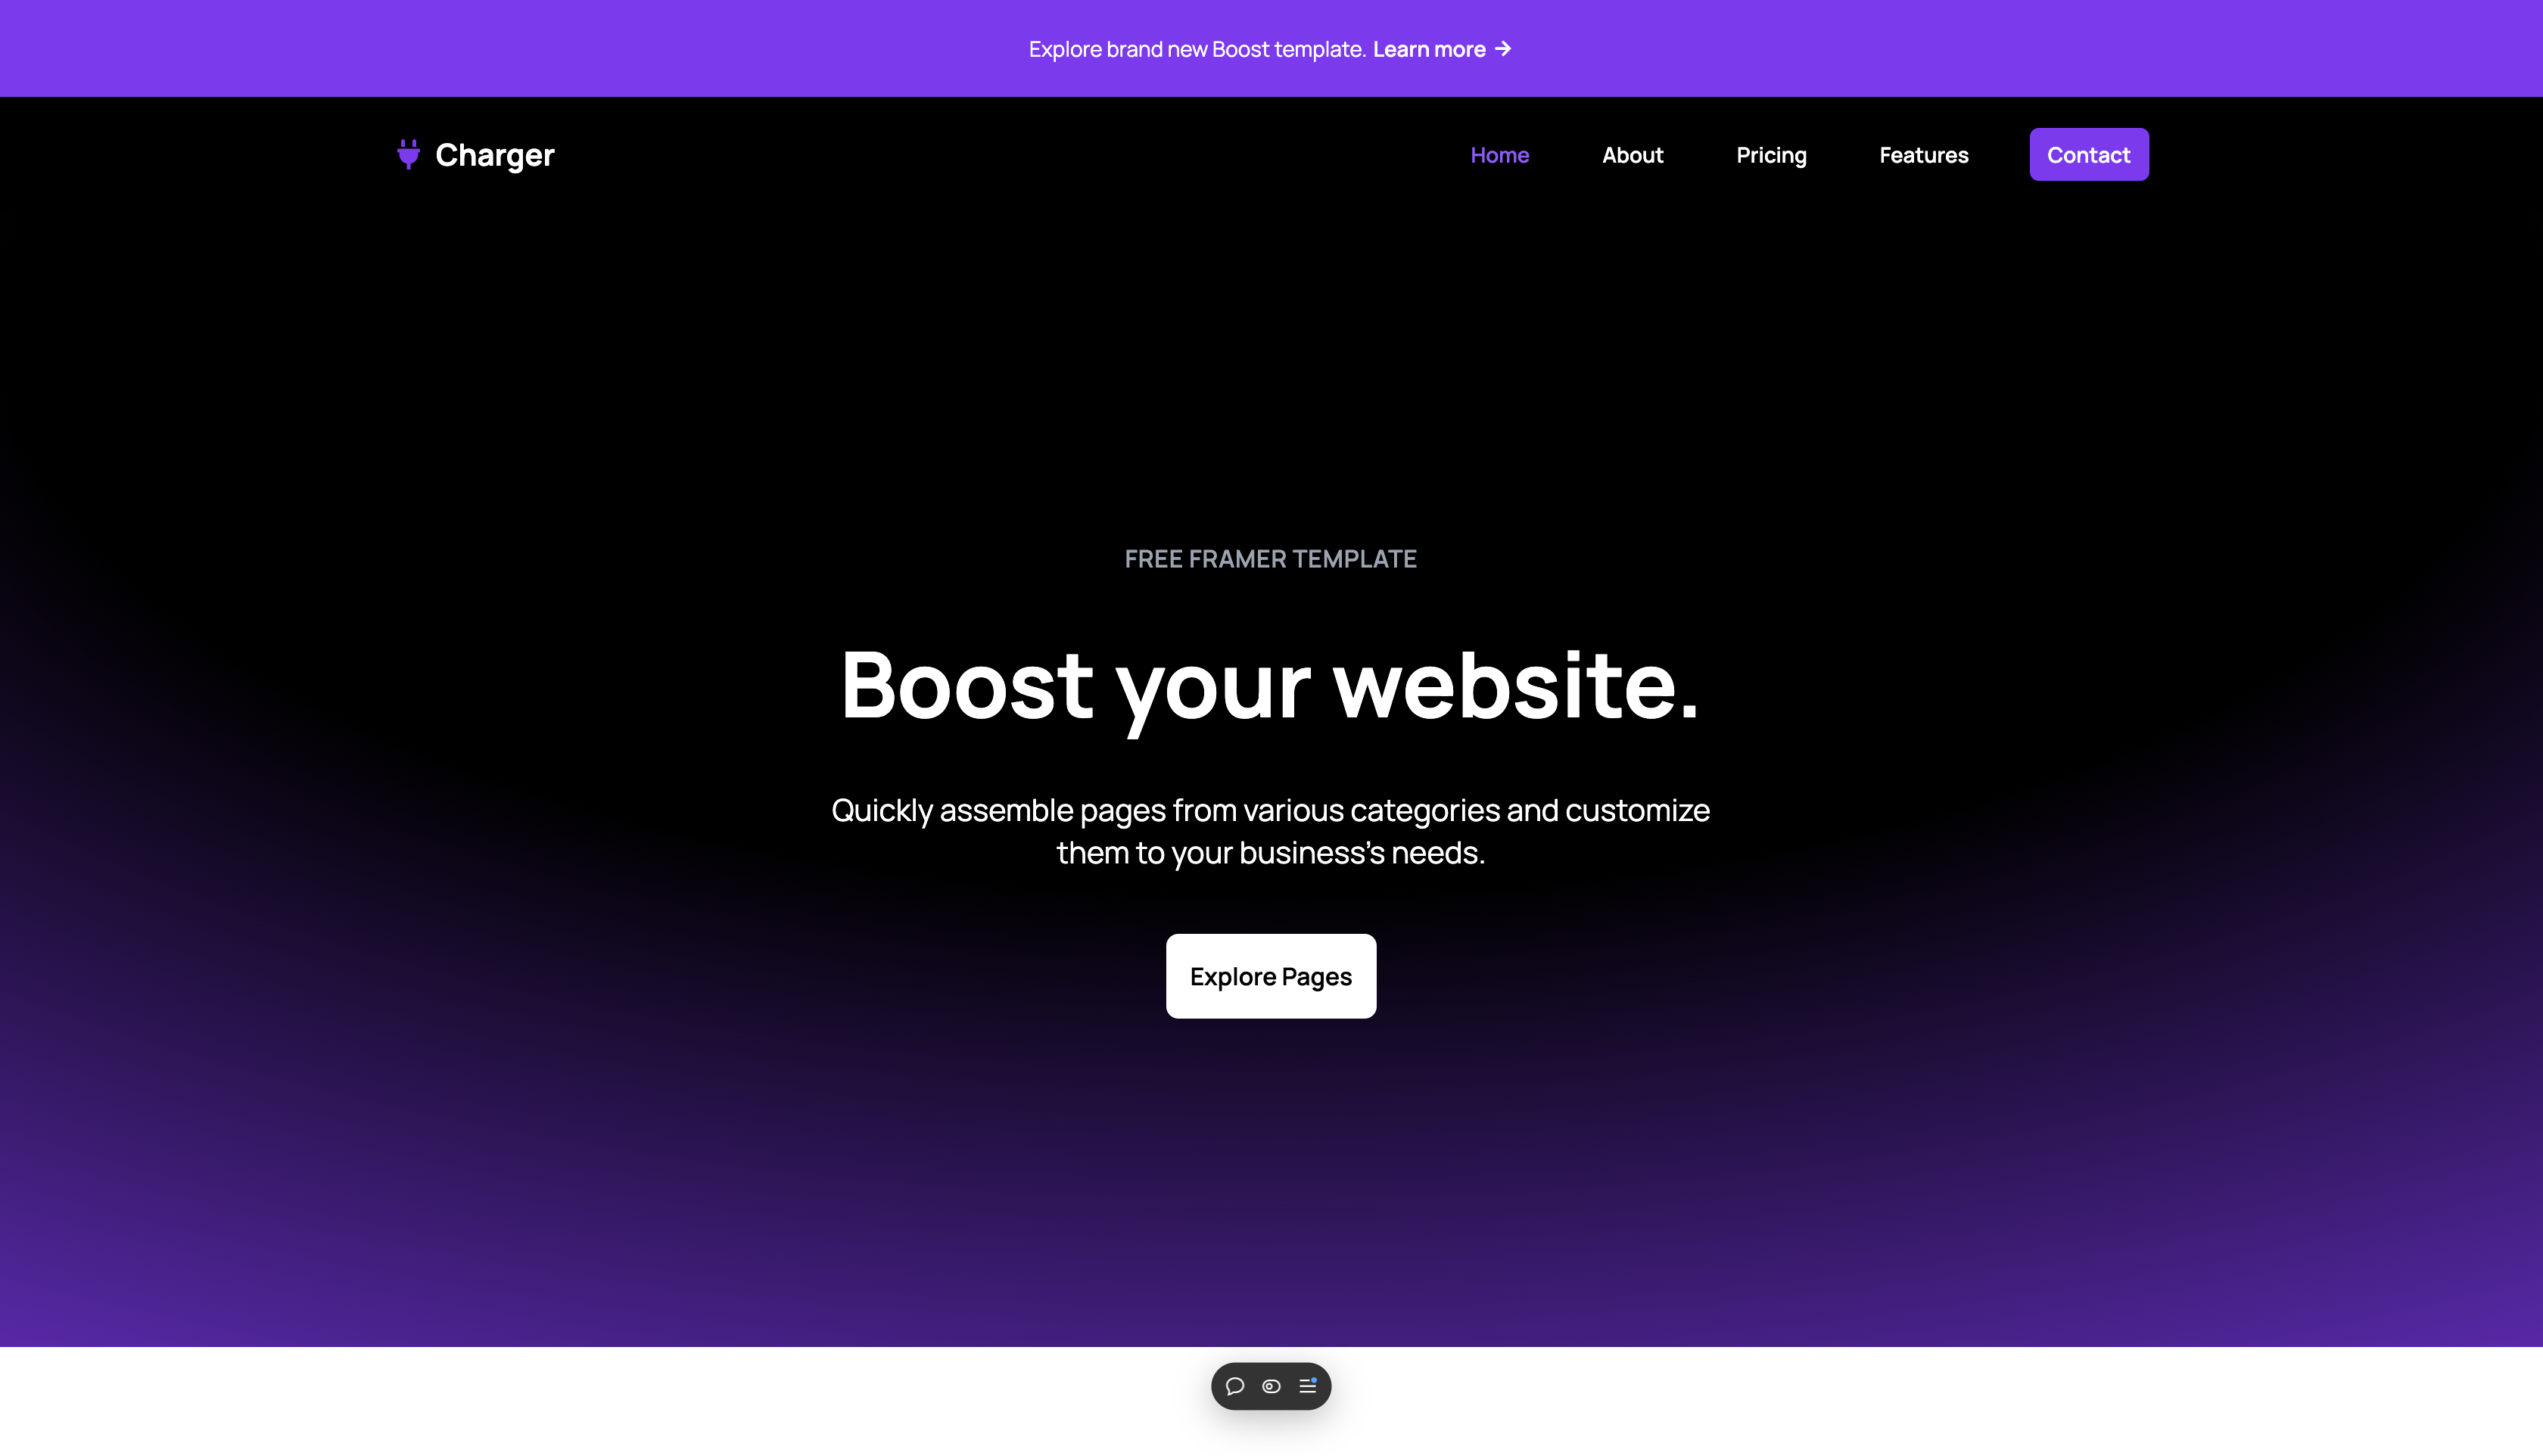 Explore brand new Boost template. Learn more →
Charger
Home
About
Pricing
Features
Contact
FREE FRAMER TEMPLATE
Boost your website.
Quickly assemble pages from various categories and customize
them to your business’s needs.
Explore Pages